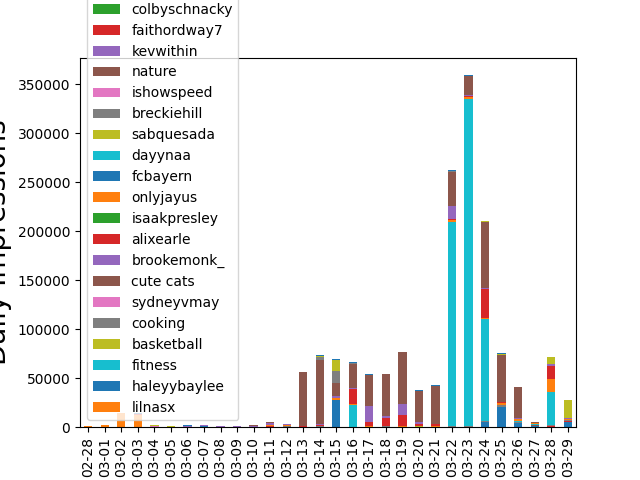 colbyschnacky
faithordway7
kevwithin
nature
ishowspeed
breckiehill
sabquesada
dayynaa
fcbayern
onlyjayus
isaakpresley
alixearle
brookemonk_
cute cats
sydneyvmay
cooking
basketball
fitness
haleyybaylee
lilnasx
Daily Impressions
350000
300000
250000
200000
150000
100000
50000
0
02-28
03-01
03-02
03-03
03-04
03-05
03-06
03-07
03-08
03-09
03-10
03-11
03-12
03-13
03-14
03-15
03-16
03-17
03-18
03-19
03-20
03-21
03-22
03-23
03-24
03-25
03-26
03-27
03-28
03-29